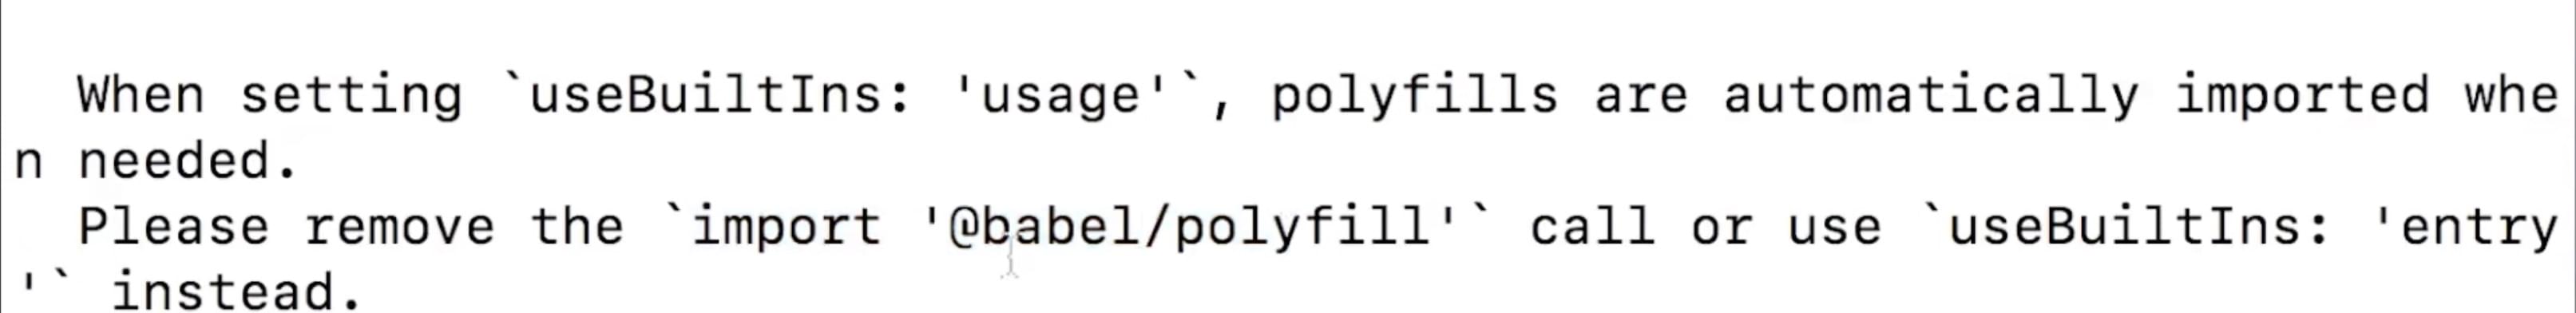 When setting `useBuiltIns: 'usage'`, polyfills are automatically imported whe
n needed.
Please remove the `import '@babel/polyfill'` call or use `useBuiltIns: 'entry
'` instead.